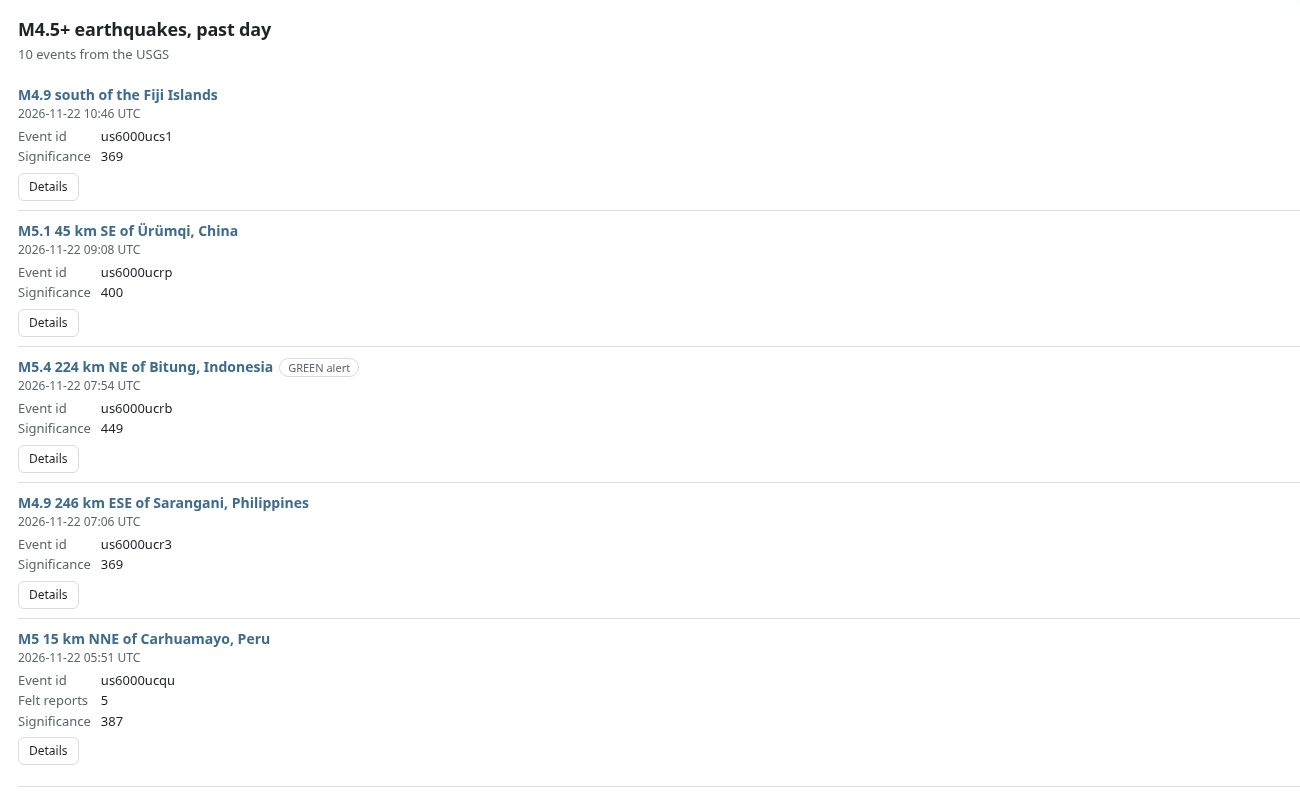 M4.5+ earthquakes, past day
10 events from the USGS
M4.9 south of the Fiji Islands
2026-11-22 10:46 UTC
Event id us6000ucs1
Significance 369
Details
M5.1 45 km SE of Ürümqi, China
2026-11-22 09:08 UTC
Event id us6000ucrp
Significance 400
Details
M5.4 224 km NE of Bitung, Indonesia GREEN alert
2026-11-22 07:54 UTC
Event id us6000ucrb
Significance 449
Details
M4.9 246 km ESE of Sarangani, Philippines
2026-11-22 07:06 UTC
Event id us6000ucr3
Significance 369
Details
M5 15 km NNE of Carhuamayo, Peru
2026-11-22 05:51 UTC
Event id us6000ucqu
Felt reports 5
Significance 387
Details